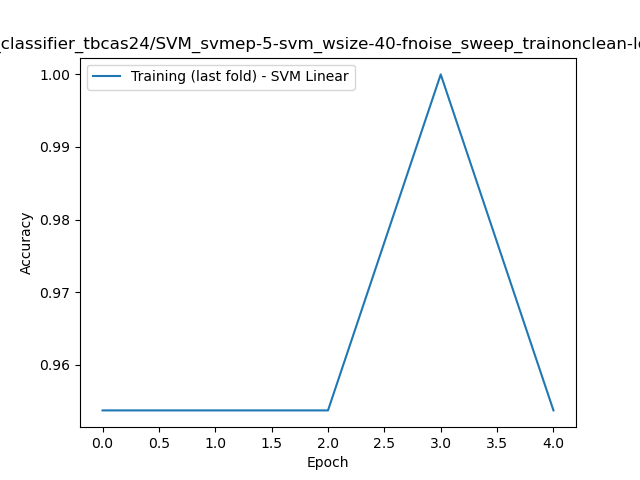 classifier_tbcas24/SVM_svmep-5-svm_wsize-40-fnoise_sweep_trainonclean-l
Training (last fold) - SVM Linear
1.00
0.99
0.98
0.97
0.96
Accuracy
0.0 0.5 1.0 1.5 2.0 2.5 3.0 3.5 4.0
Epoch